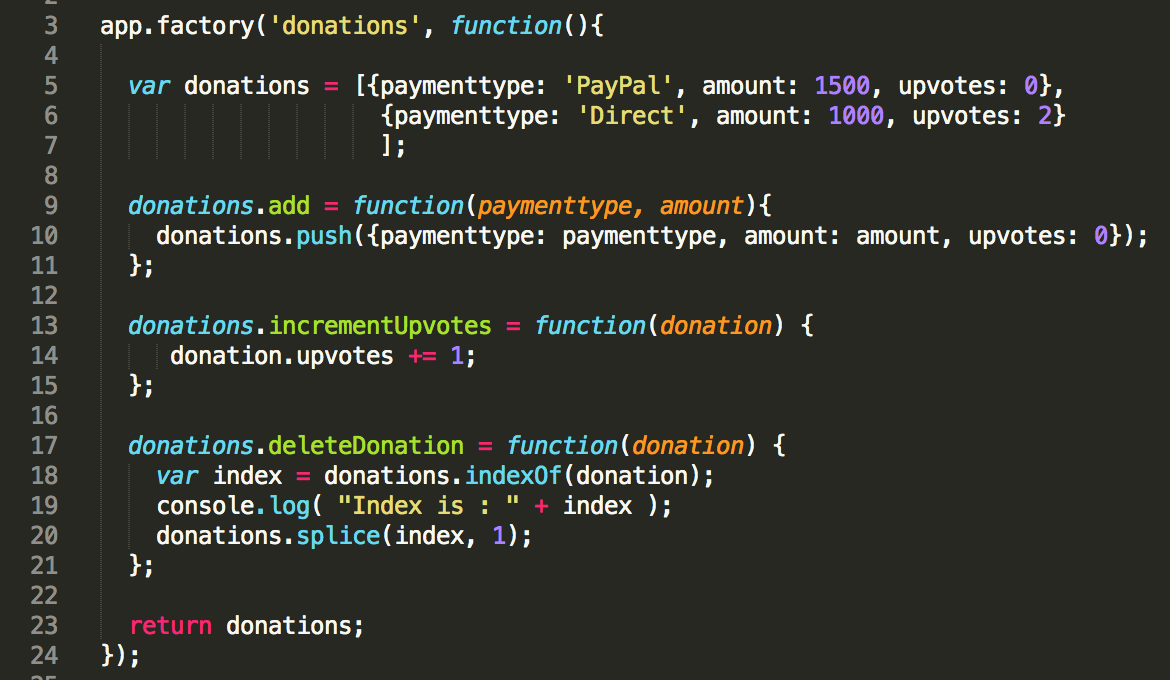 3 app.factory('donations', function(){
4
5 var donations = [{paymenttype: 'PayPal', amount: 1500, upvotes: 0},
6 {paymenttype: 'Direct', amount: 1000, upvotes: 2}
7 ];
8
9 donations.add = function(paymenttype, amount){
10 donations.push({paymenttype: paymenttype, amount: amount, upvotes: 0});
11 };
12
13 donations.incrementUpvotes = function(donation) {
14 donation.upvotes += 1;
15 };
16
17 donations.deleteDonation = function(donation) {
18 var index = donations.indexOf(donation);
19 console.log( "Index is : " + index );
20 donations.splice(index, 1);
21 };
22
23 return donations;
24 });